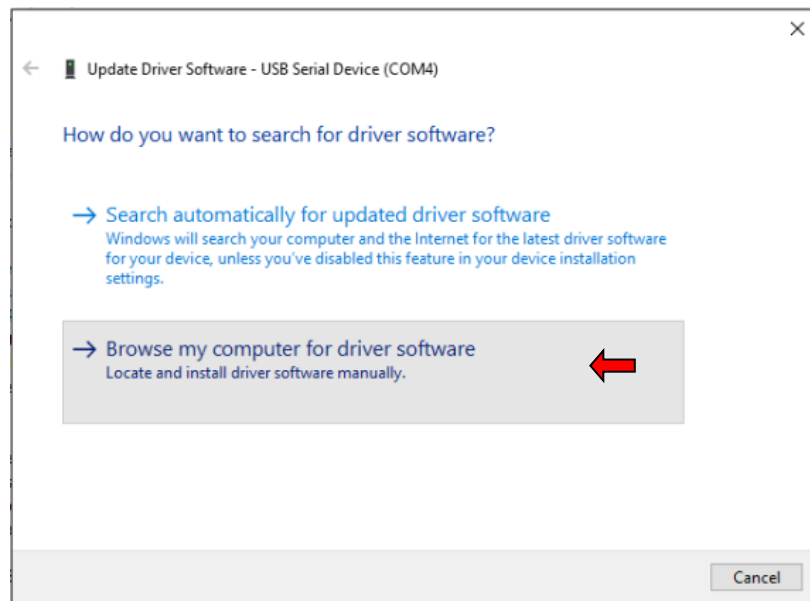 Update Driver Software - USB Serial Device (COM4)
How do you want to search for driver software?
Search automatically for updated driver software
Windows will search your computer and the Internet for the latest driver software
for your device, unless you've disabled this feature in your device installation
settings.
Browse my computer for driver software
Locate and install driver software manually.
Cancel